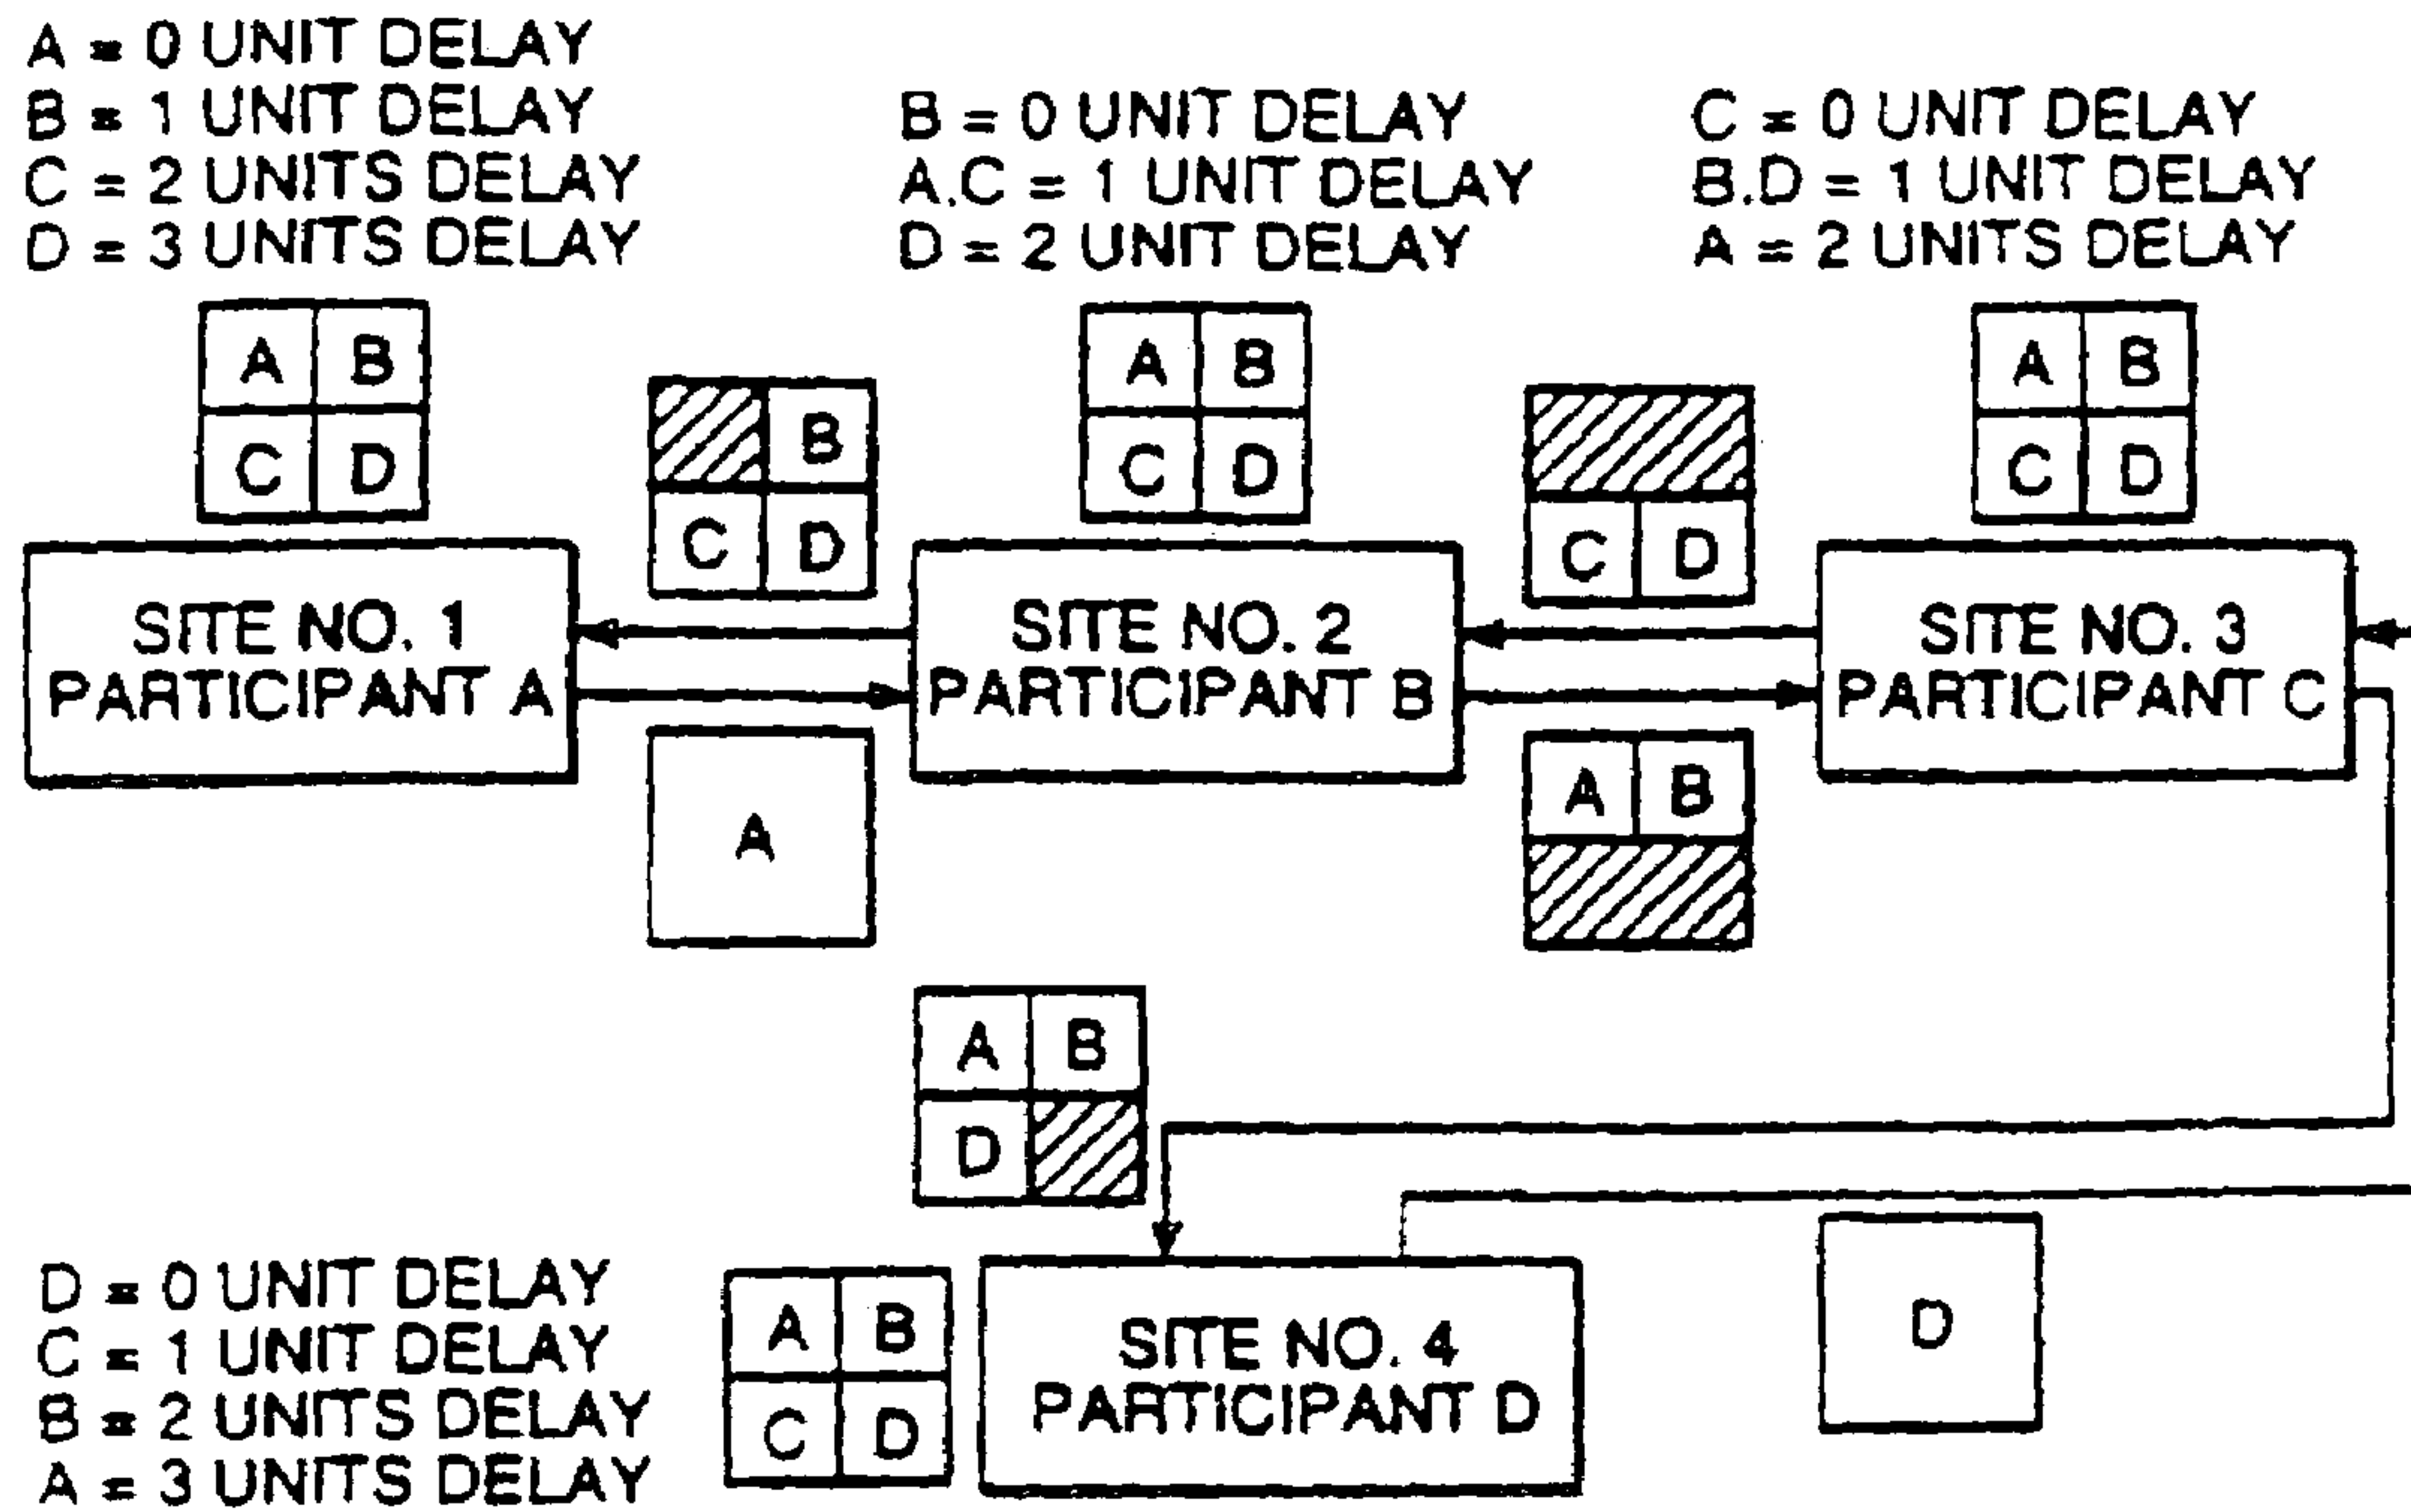 A = 0 UNIT DELAY
B = 1 UNIT DELAY
C = 2 UNITS DELAY
D = 3 UNITS DELAY
B = 0 UNIT DELAY
A.C = 1 UNIT DELAY
D = 2 UNIT DELAY
C = 0 UNIT DELAY
B.D = 1 UNIT DELAY
A = 2 UNITS DELAY
A B
C D
B
C D
A B
C D
C D
A B
C D
SITE NO. 1
PARTICIPANT A
SITE NO. 2
PARTICIPANT B
SITE NO. 3
PARTICIPANT C
A
A B
A B
D
D = 0 UNIT DELAY
C = 1 UNIT DELAY
B = 2 UNITS DELAY
A = 3 UNITS DELAY
A B
C D
SITE NO. 4
PARTICIPANT D
D